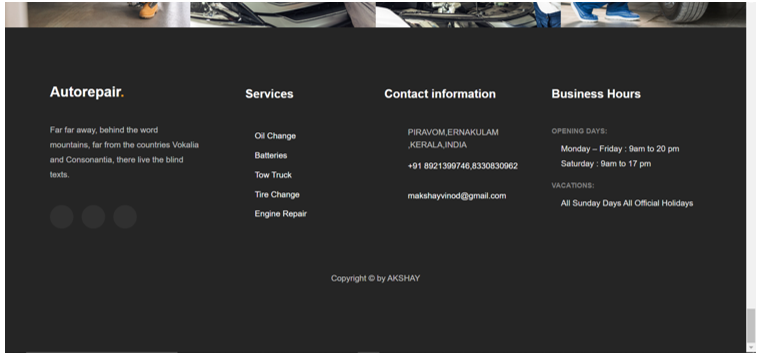 Autorepair.
Far far away, behind the word
mountains, far from the countries Vokalia
and Consonantia, there live the blind
texts.
Services
Oil Change
Batteries
Tow Truck
Tire Change
Engine Repair
Contact information
PIRAVOM,ERNAKULAM
,KERALA,INDIA
+91 8921399746,8330830962
makshayvinod@gmail.com
Business Hours
OPENING DAYS:
Monday – Friday : 9am to 20 pm
Saturday : 9am to 17 pm
VACATIONS:
All Sunday Days All Official Holidays
Copyright © by AKSHAY